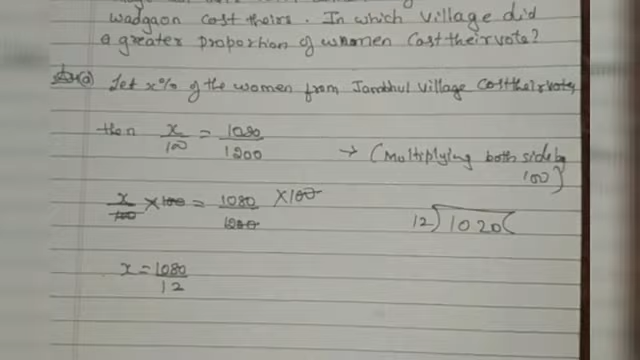 wadgaon cast theirs. In which village did
a greater proportion of women cast their vote?
Let x% of the women from Jambhul village cast their vote,
then x/100 = 1080/1200 → (Multiplying both side by 100)
x/100 × 100 = 1080/1200 × 100
12)1020(
x = 1080/12